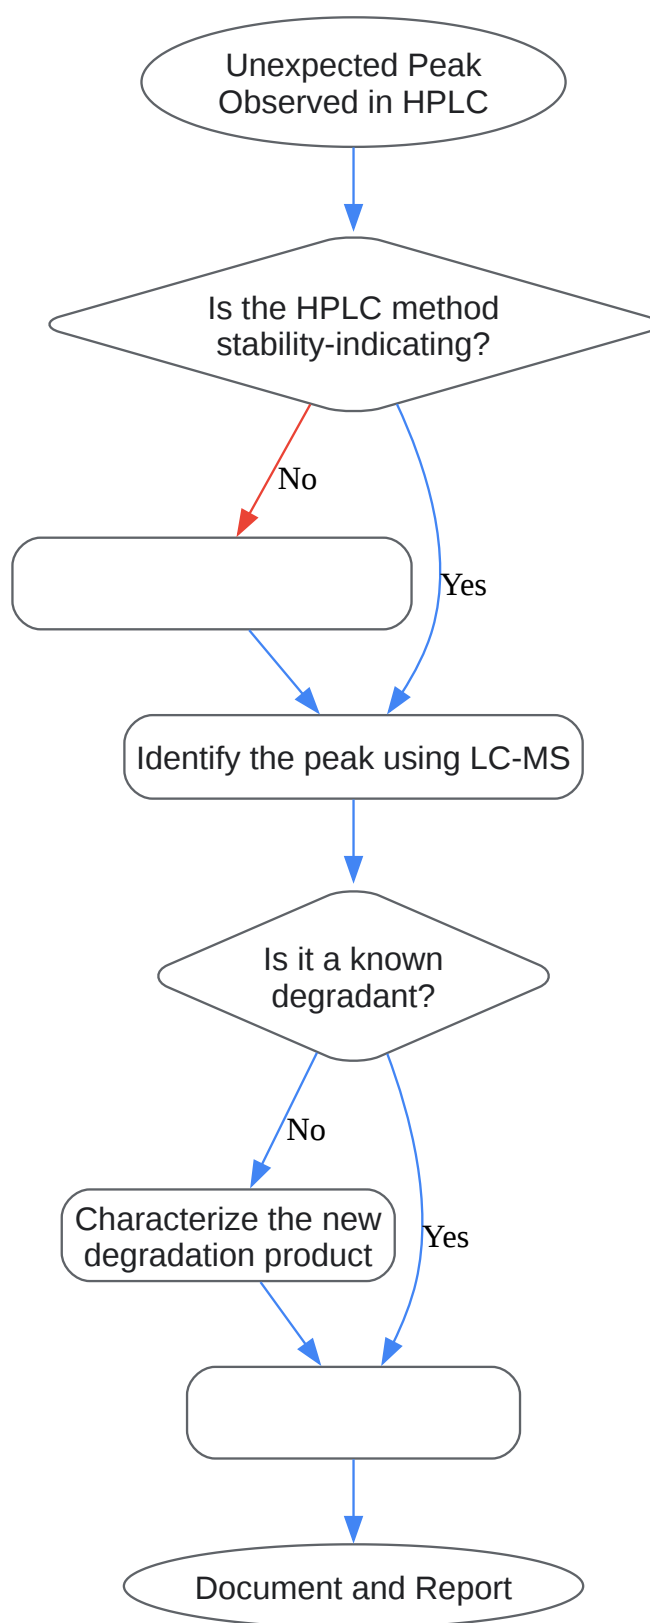 Unexpected Peak
Observed in HPLC
Is the HPLC method
stability-indicating?
No
Yes
Identify the peak using LC-MS
Is it a known
degradant?
No
Characterize the new
degradation product
Yes
Document and Report